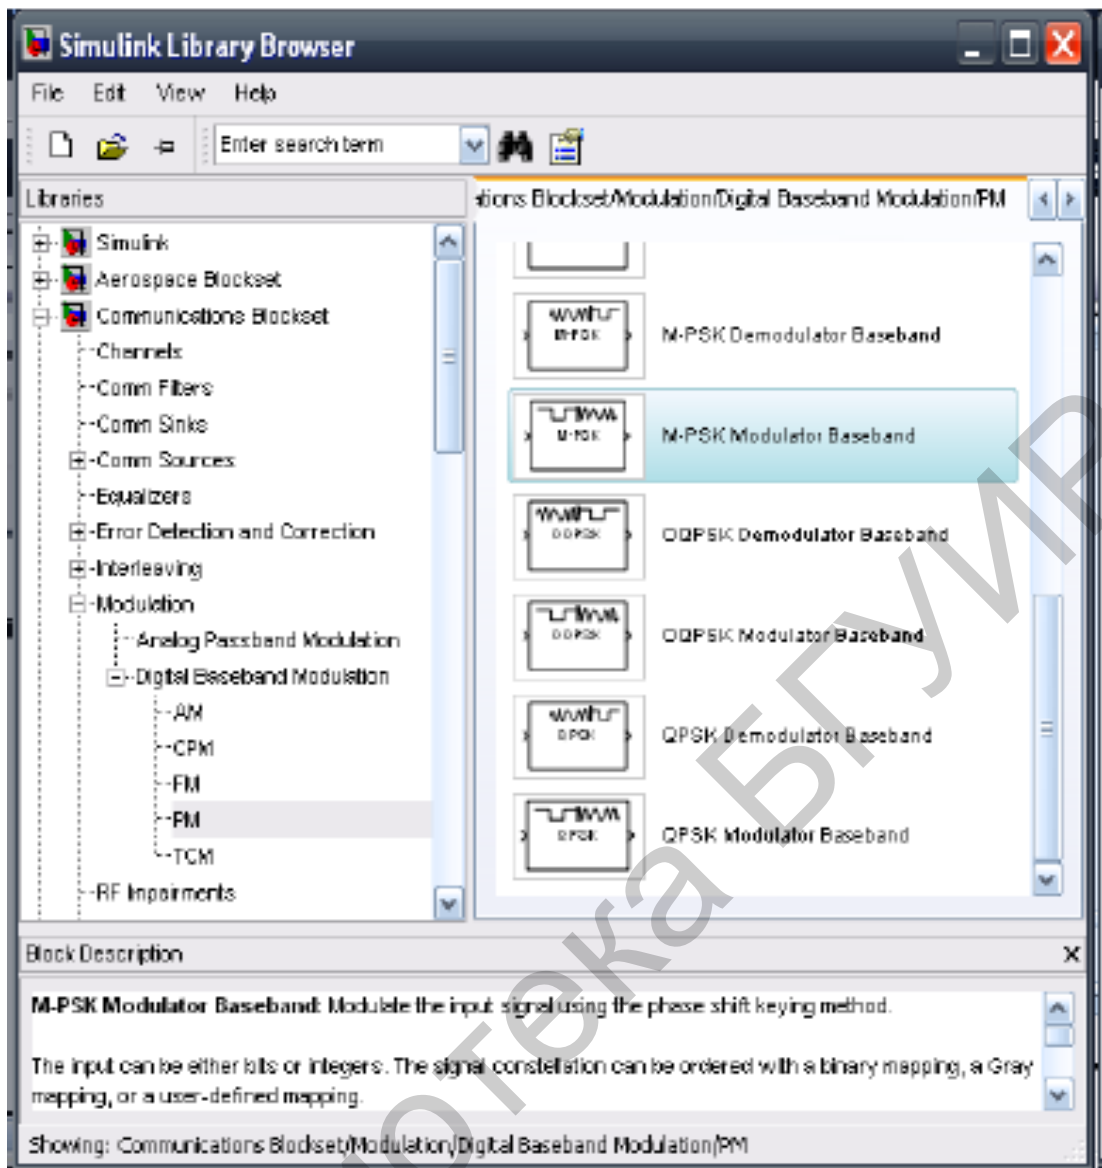 Simulink Library Browser
File Edit View Help
Enter search term
Libraries
ations Blockset/Modulation/Digital Baseband Modulation/PM
Simulink
Aerospace Blockset
Communications Blockset
Channels
Comm Filters
Comm Sinks
Comm Sources
Equalizers
Error Detection and Correction
Interleaving
Modulation
Analog Passband Modulation
Digital Baseband Modulation
AM
CPM
FM
PM
TCM
RF Impairments
M-PSK
M-PSK Demodulator Baseband
M-PSK
M-PSK Modulator Baseband
OQPSK
OQPSK Demodulator Baseband
OQPSK
OQPSK Modulator Baseband
QPSK
QPSK Demodulator Baseband
QPSK
QPSK Modulator Baseband
Block Description
M-PSK Modulator Baseband: Modulate the input signal using the phase shift keying method.
The input can be either bits or integers. The signal constellation can be ordered with a binary mapping, a Gray
mapping, or a user-defined mapping.
Showing: Communications Blockset/Modulation/Digital Baseband Modulation/PM
отека БГУИР